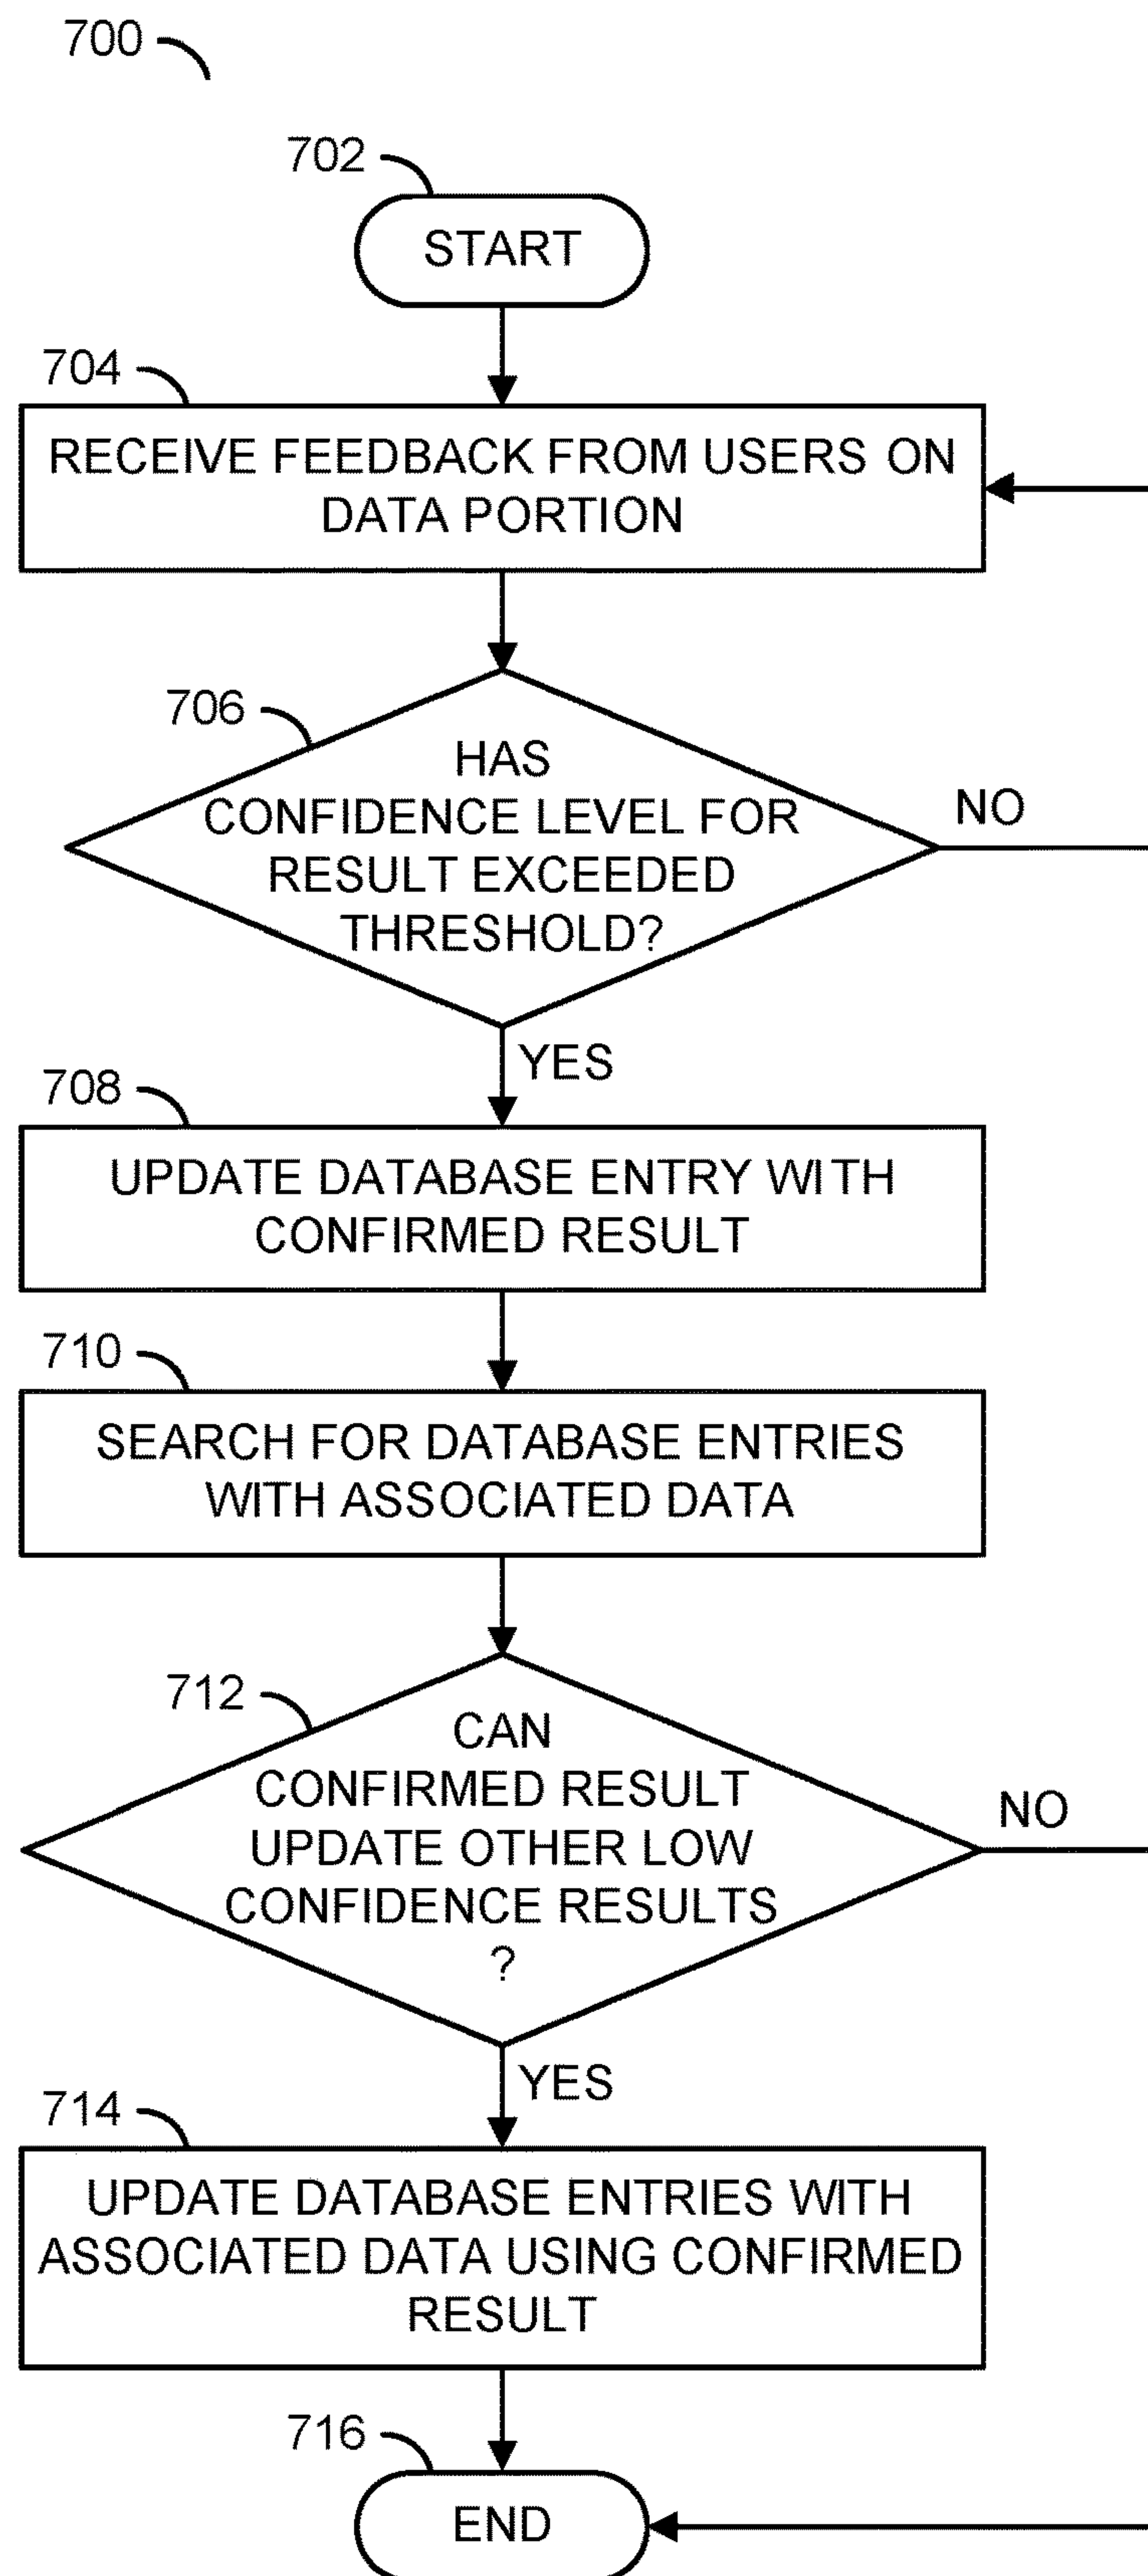 700
702
START
704
RECEIVE FEEDBACK FROM USERS ON
DATA PORTION
706
HAS
CONFIDENCE LEVEL FOR
RESULT EXCEEDED
THRESHOLD?
NO
YES
708
UPDATE DATABASE ENTRY WITH
CONFIRMED RESULT
710
SEARCH FOR DATABASE ENTRIES
WITH ASSOCIATED DATA
712
CAN
CONFIRMED RESULT
UPDATE OTHER LOW
CONFIDENCE RESULTS
?
NO
YES
714
UPDATE DATABASE ENTRIES WITH
ASSOCIATED DATA USING CONFIRMED
RESULT
716
END